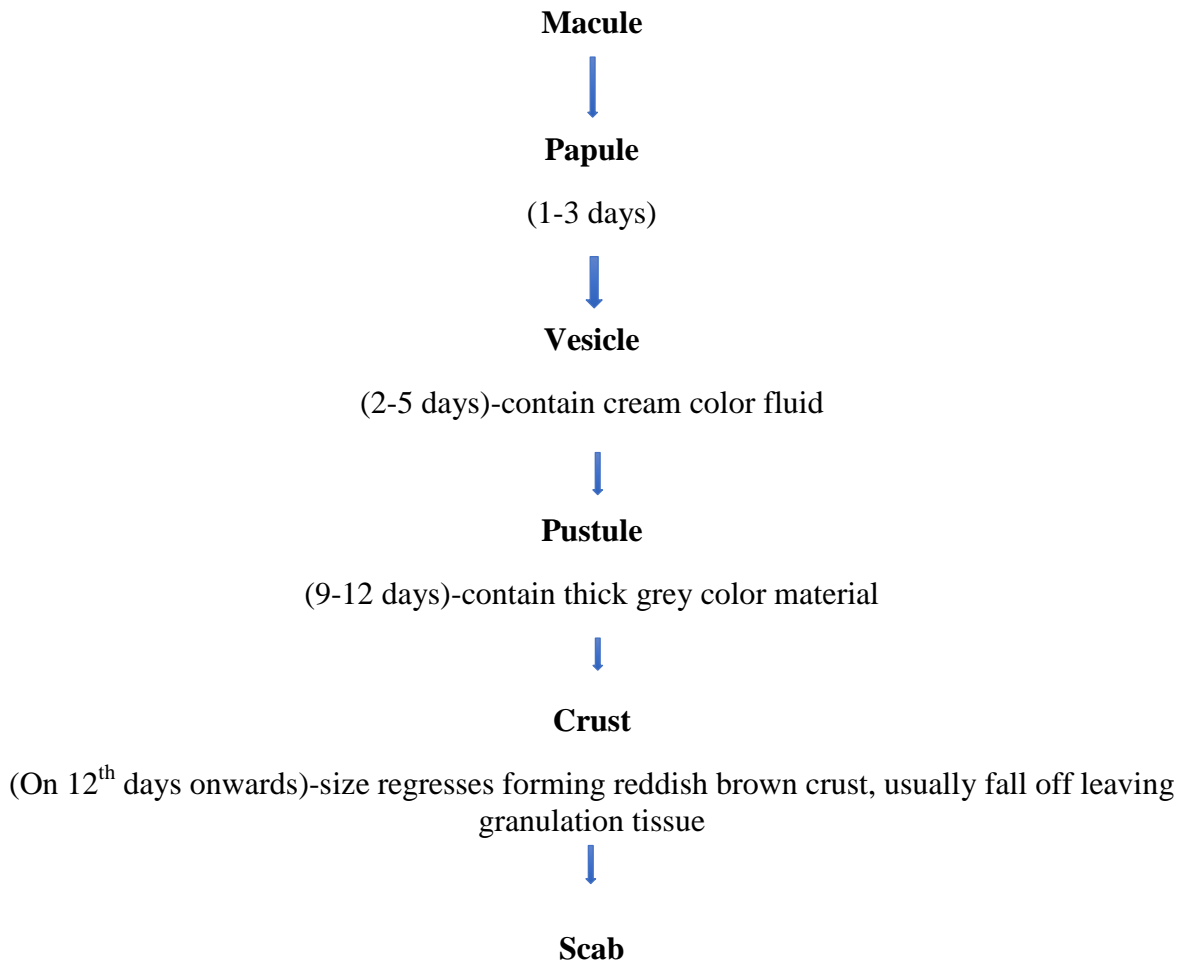 Macule
Papule
(1-3 days)
Vesicle
(2-5 days)-contain cream color fluid
Pustule
(9-12 days)-contain thick grey color material
Crust
(On 12th days onwards)-size regresses forming reddish brown crust, usually fall off leaving
granulation tissue
Scab